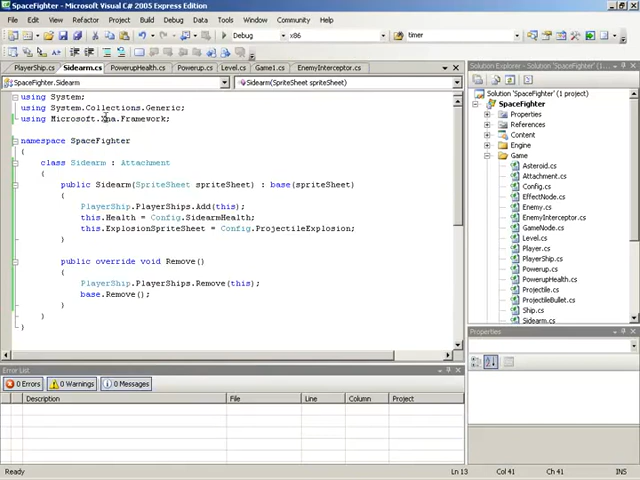 SpaceFighter - Microsoft Visual C# 2005 Express Edition
File Edit View Refactor Project Build Debug Data Tools Window Community Help
Debug x86 timer
PlayerShip.cs Sidearm.cs PowerupHealth.cs Powerup.cs Level.cs Game1.cs EnemyInterceptor.cs
SpaceFighter.Sidearm Sidearm(SpriteSheet spriteSheet)
using System;
using System.Collections.Generic;
using Microsoft.Xna.Framework;
namespace SpaceFighter
{
class Sidearm : Attachment
{
public Sidearm(SpriteSheet spriteSheet) : base(spriteSheet)
{
PlayerShip.PlayerShips.Add(this);
this.Health = Config.SidearmHealth;
this.ExplosionSpriteSheet = Config.ProjectileExplosion;
}
public override void Remove()
{
PlayerShip.PlayerShips.Remove(this);
base.Remove();
}
}
}
Solution Explorer - Solution 'SpaceFighter'
Solution 'SpaceFighter' (1 project)
SpaceFighter
Properties
References
Content
Game
Asteroid.cs
Attachment.cs
Config.cs
EffectNode.cs
Enemy.cs
EnemyInterceptor.cs
GameNode.cs
Level.cs
Player.cs
PlayerShip.cs
Powerup.cs
PowerupHealth.cs
Projectile.cs
ProjectileBullet.cs
Ship.cs
Sidearm.cs
Properties
Error List
0 Errors 0 Warnings 0 Messages
Description File Line Column Project
Ready Ln 13 Col 41 Ch 41